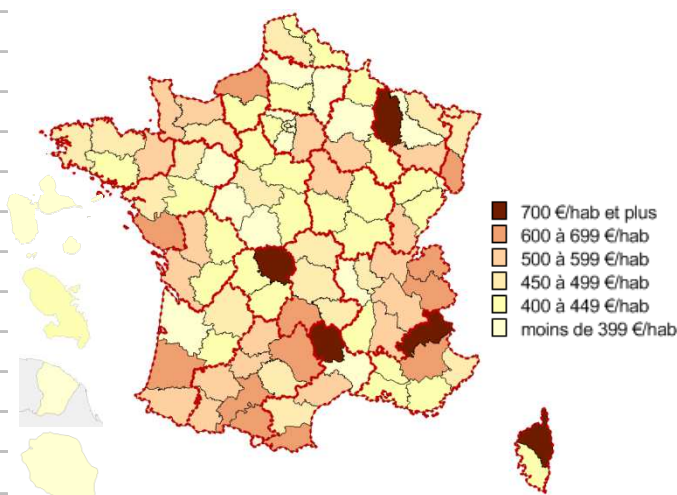 700 €/hab et plus
600 à 699 €/hab
500 à 599 €/hab
450 à 499 €/hab
400 à 449 €/hab
moins de 399 €/hab